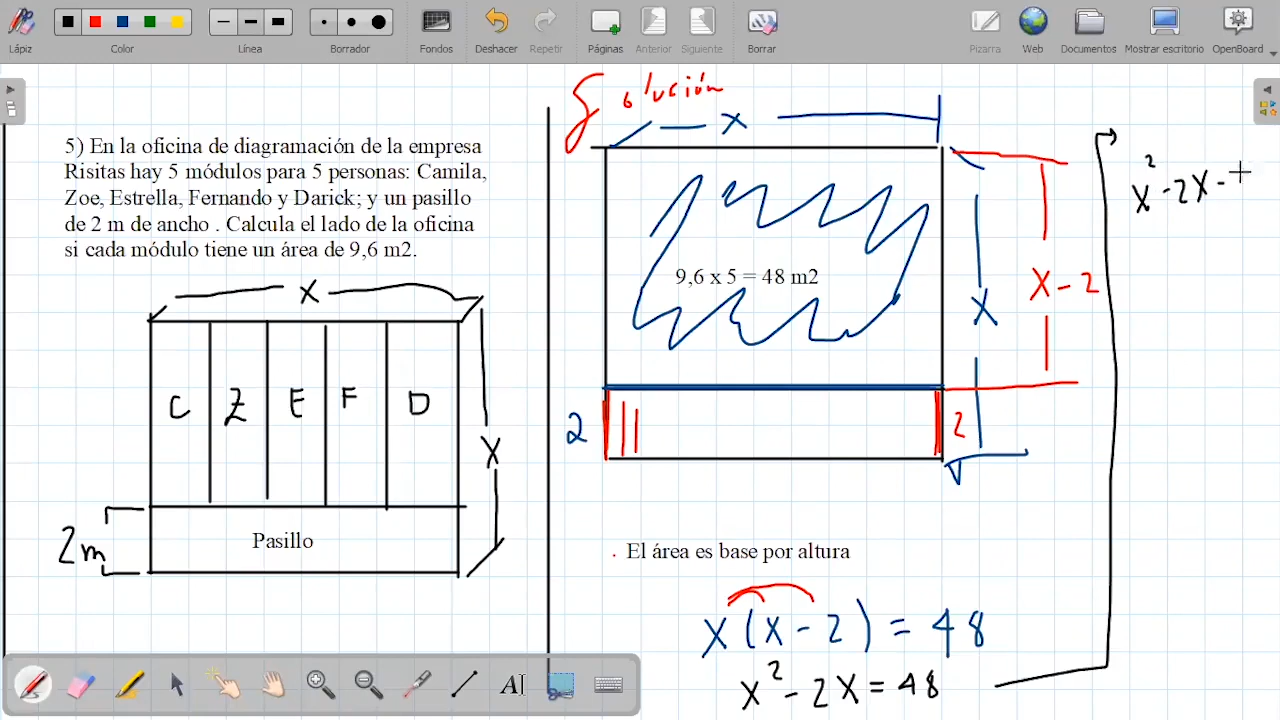 Lápiz Color Línea Borrador Fondos Deshacer Repetir Páginas Anterior Siguiente Borrar Pizarra Web Documentos Mostrar escritorio OpenBoard
5) En la oficina de diagramación de la empresa
Risitas hay 5 módulos para 5 personas: Camila,
Zoe, Estrella, Fernando y Darick; y un pasillo
de 2 m de ancho . Calcula el lado de la oficina
si cada módulo tiene un área de 9,6 m2.
X
C Z E F D
X
2m
Pasillo
Solución
X
9,6 x 5 = 48 m2
X
X - 2
2
2
. El área es base por altura
X(X - 2) = 48
X² - 2X = 48
X² - 2X -
AI